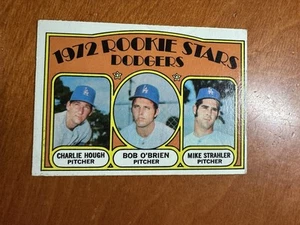 1972 ROOKIE STARS
DODGERS
CHARLIE HOUGH
PITCHER
BOB O'BRIEN
PITCHER
MIKE STRAHLER
PITCHER